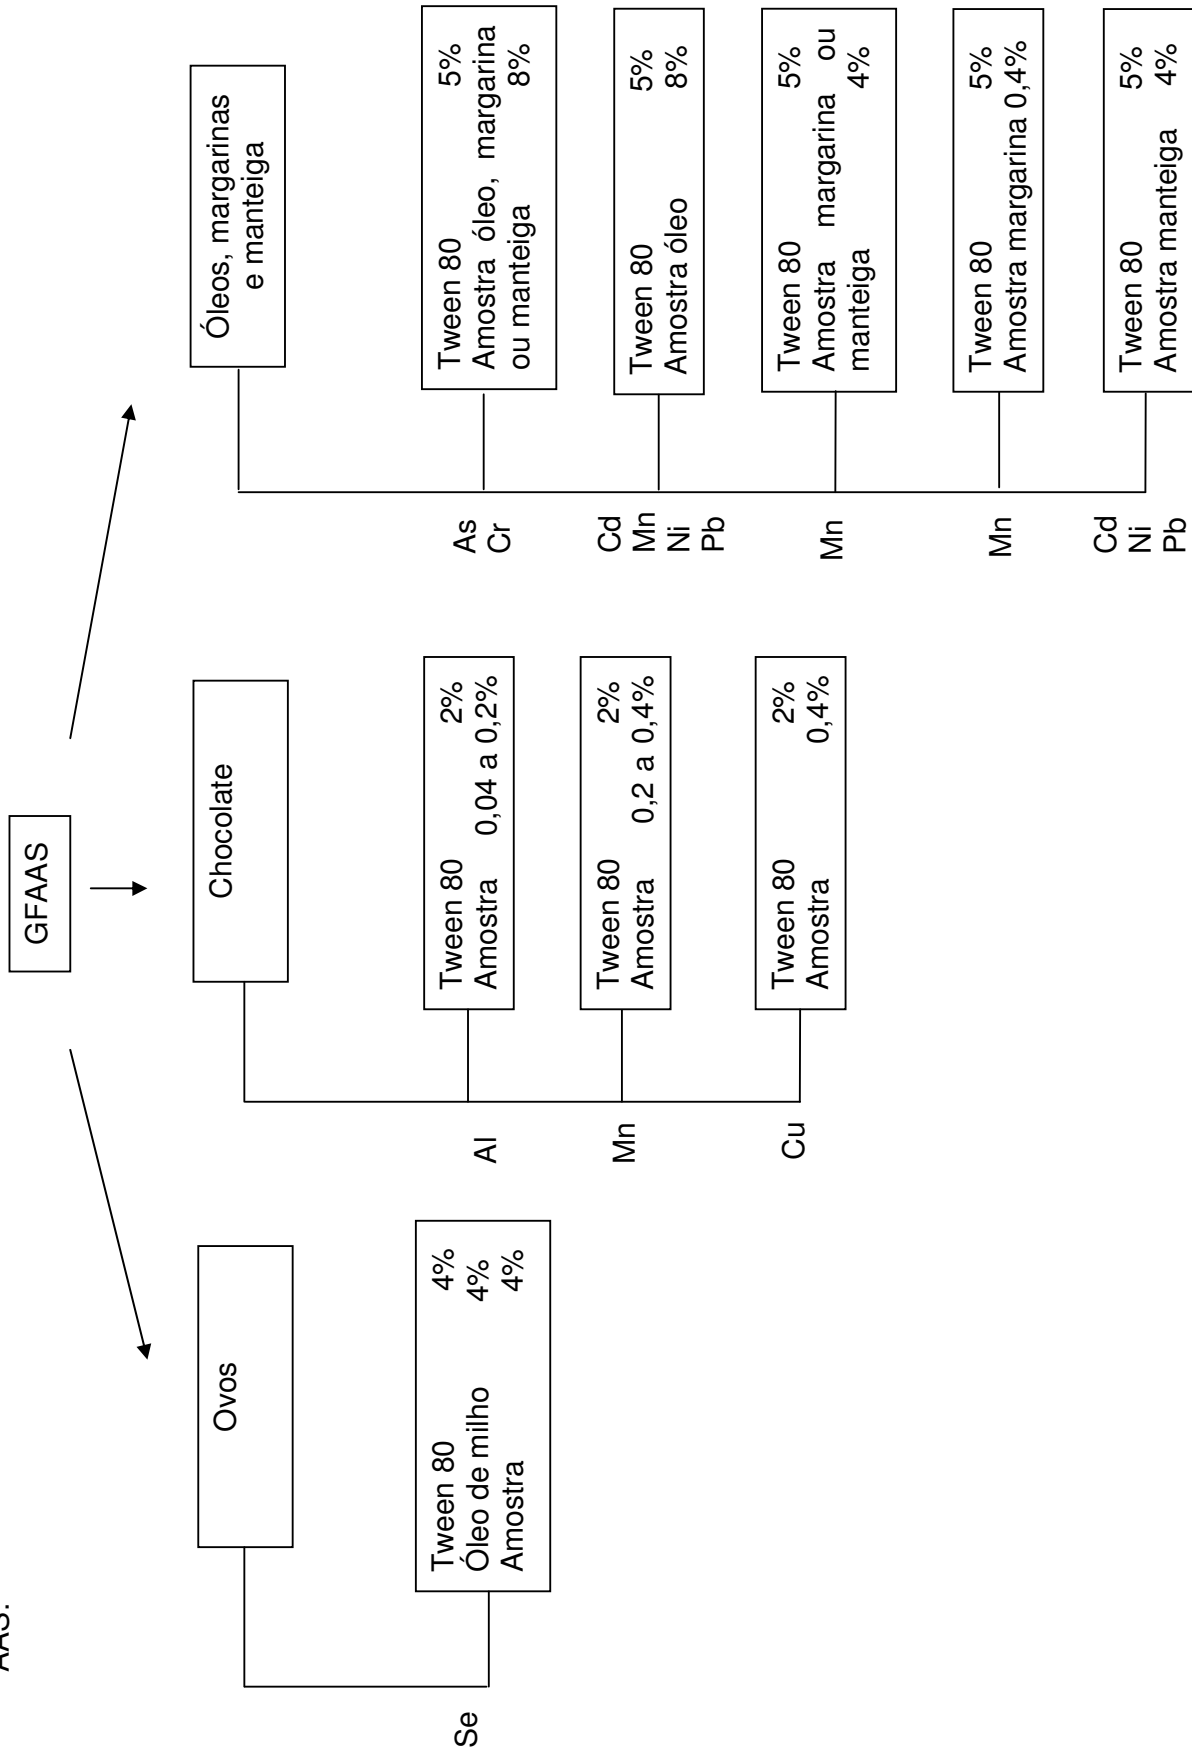 AAS.
GFAAS
Ovos
Se
Tween 80 4%
Óleo de milho 4%
Amostra 4%
Chocolate
Al
Tween 80 2%
Amostra 0,04 a 0,2%
Mn
Tween 80 2%
Amostra 0,2 a 0,4%
Cu
Tween 80 2%
Amostra 0,4%
Óleos, margarinas
e manteiga
As
Cr
Tween 80 5%
Amostra óleo, margarina
ou manteiga 8%
Cd
Mn
Ni
Pb
Tween 80 5%
Amostra óleo 8%
Mn
Tween 80 5%
Amostra margarina ou
manteiga 4%
Mn
Tween 80 5%
Amostra margarina 0,4%
Cd
Ni
Pb
Tween 80 5%
Amostra manteiga 4%